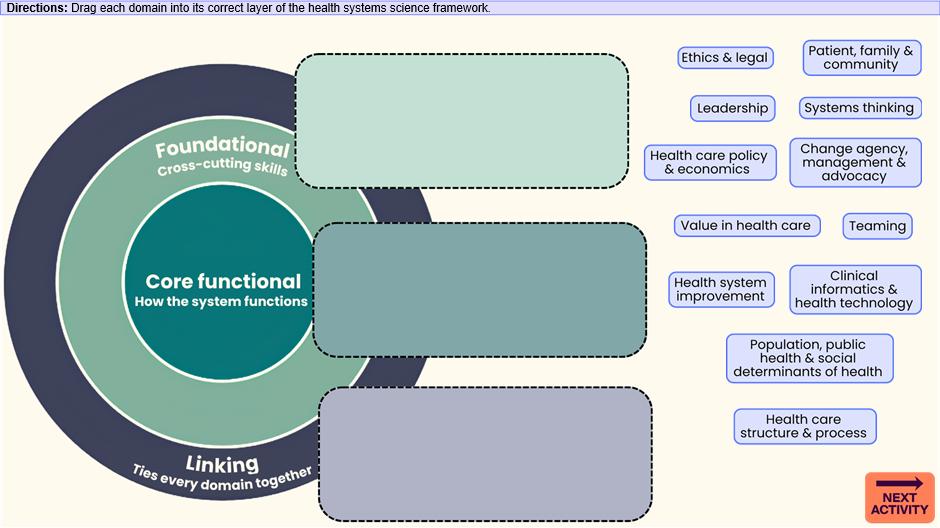 Directions: Drag each domain into its correct layer of the health systems science framework.
Foundational
Cross-cutting skills
Core functional
How the system functions
Linking
Ties every domain together
Ethics & legal
Patient, family &
community
Leadership
Systems thinking
Health care policy
& economics
Change agency,
management &
advocacy
Value in health care
Teaming
Health system
improvement
Clinical
informatics &
health technology
Population, public
health & social
determinants of health
Health care
structure & process
NEXT
ACTIVITY